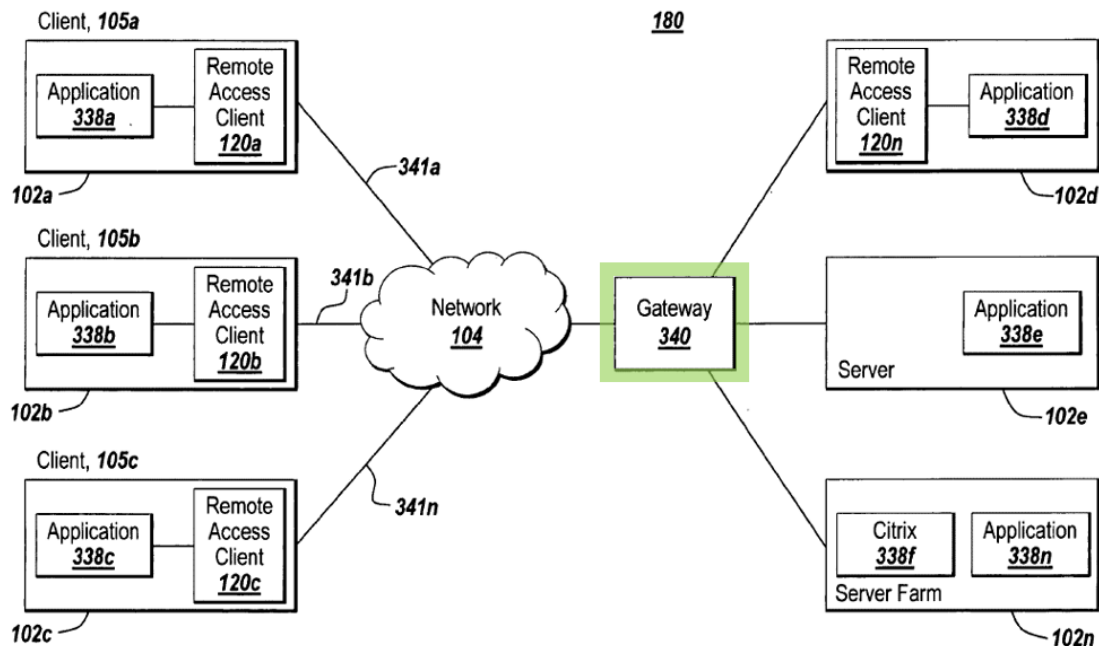 Client, 105a
180
Application
338a
Remote
Access
Client
120a
102a
341a
Remote
Access
Client
120n
Application
338d
102d
Client, 105b
Application
338b
Remote
Access
Client
120b
102b
341b
Network
104
Gateway
340
Application
338e
Server
102e
Client, 105c
Application
338c
Remote
Access
Client
120c
102c
341n
Citrix
338f
Application
338n
Server Farm
102n